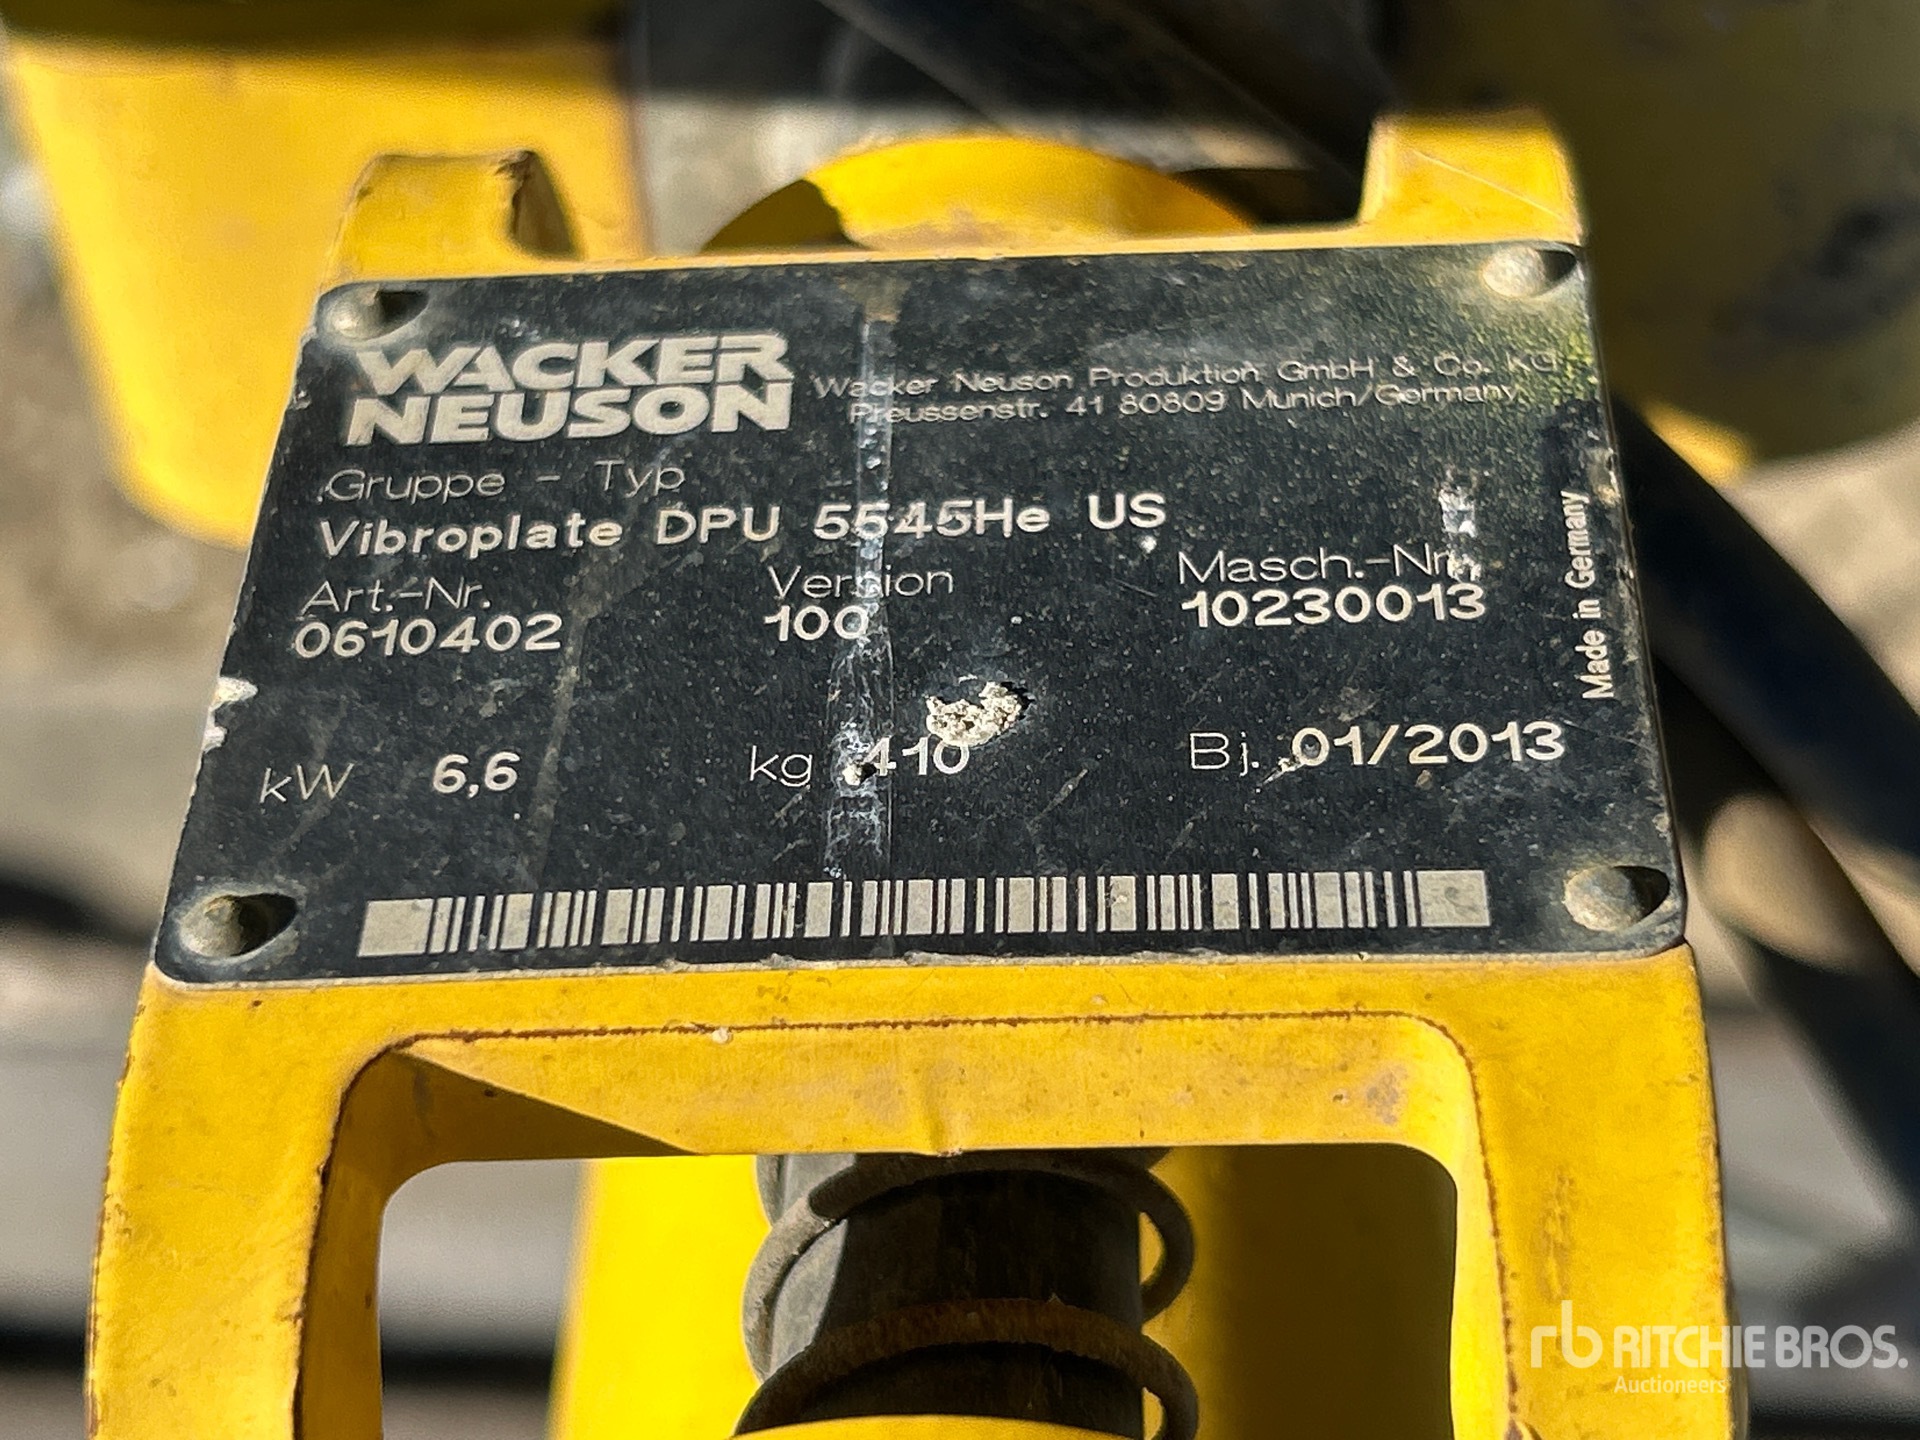 WACKER
NEUSON
Wacker Neuson Produktion GmbH & Co. KG
Preussenstr. 41 80809 Munich/Germany
Gruppe - Typ
Vibroplate DPU 5545He US
Art.-Nr.
Version
Masch.-Nr.
0610402
100
10230013
kW 6,6
kg 410
Bj. 01/2013
Made in Germany
rb RITCHIE BROS.
Auctioneers